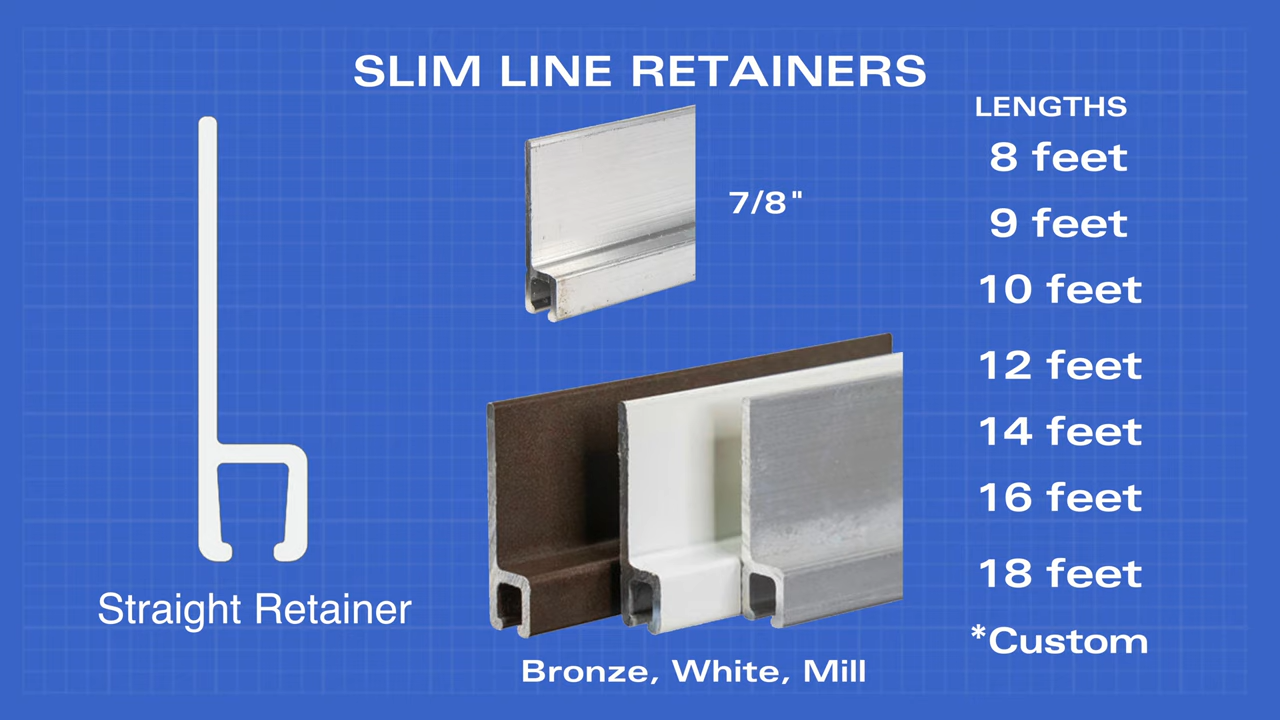 SLIM LINE RETAINERS
LENGTHS
8 feet
7/8"
9 feet
10 feet
12 feet
14 feet
16 feet
18 feet
Straight Retainer
*Custom
Bronze, White, Mill